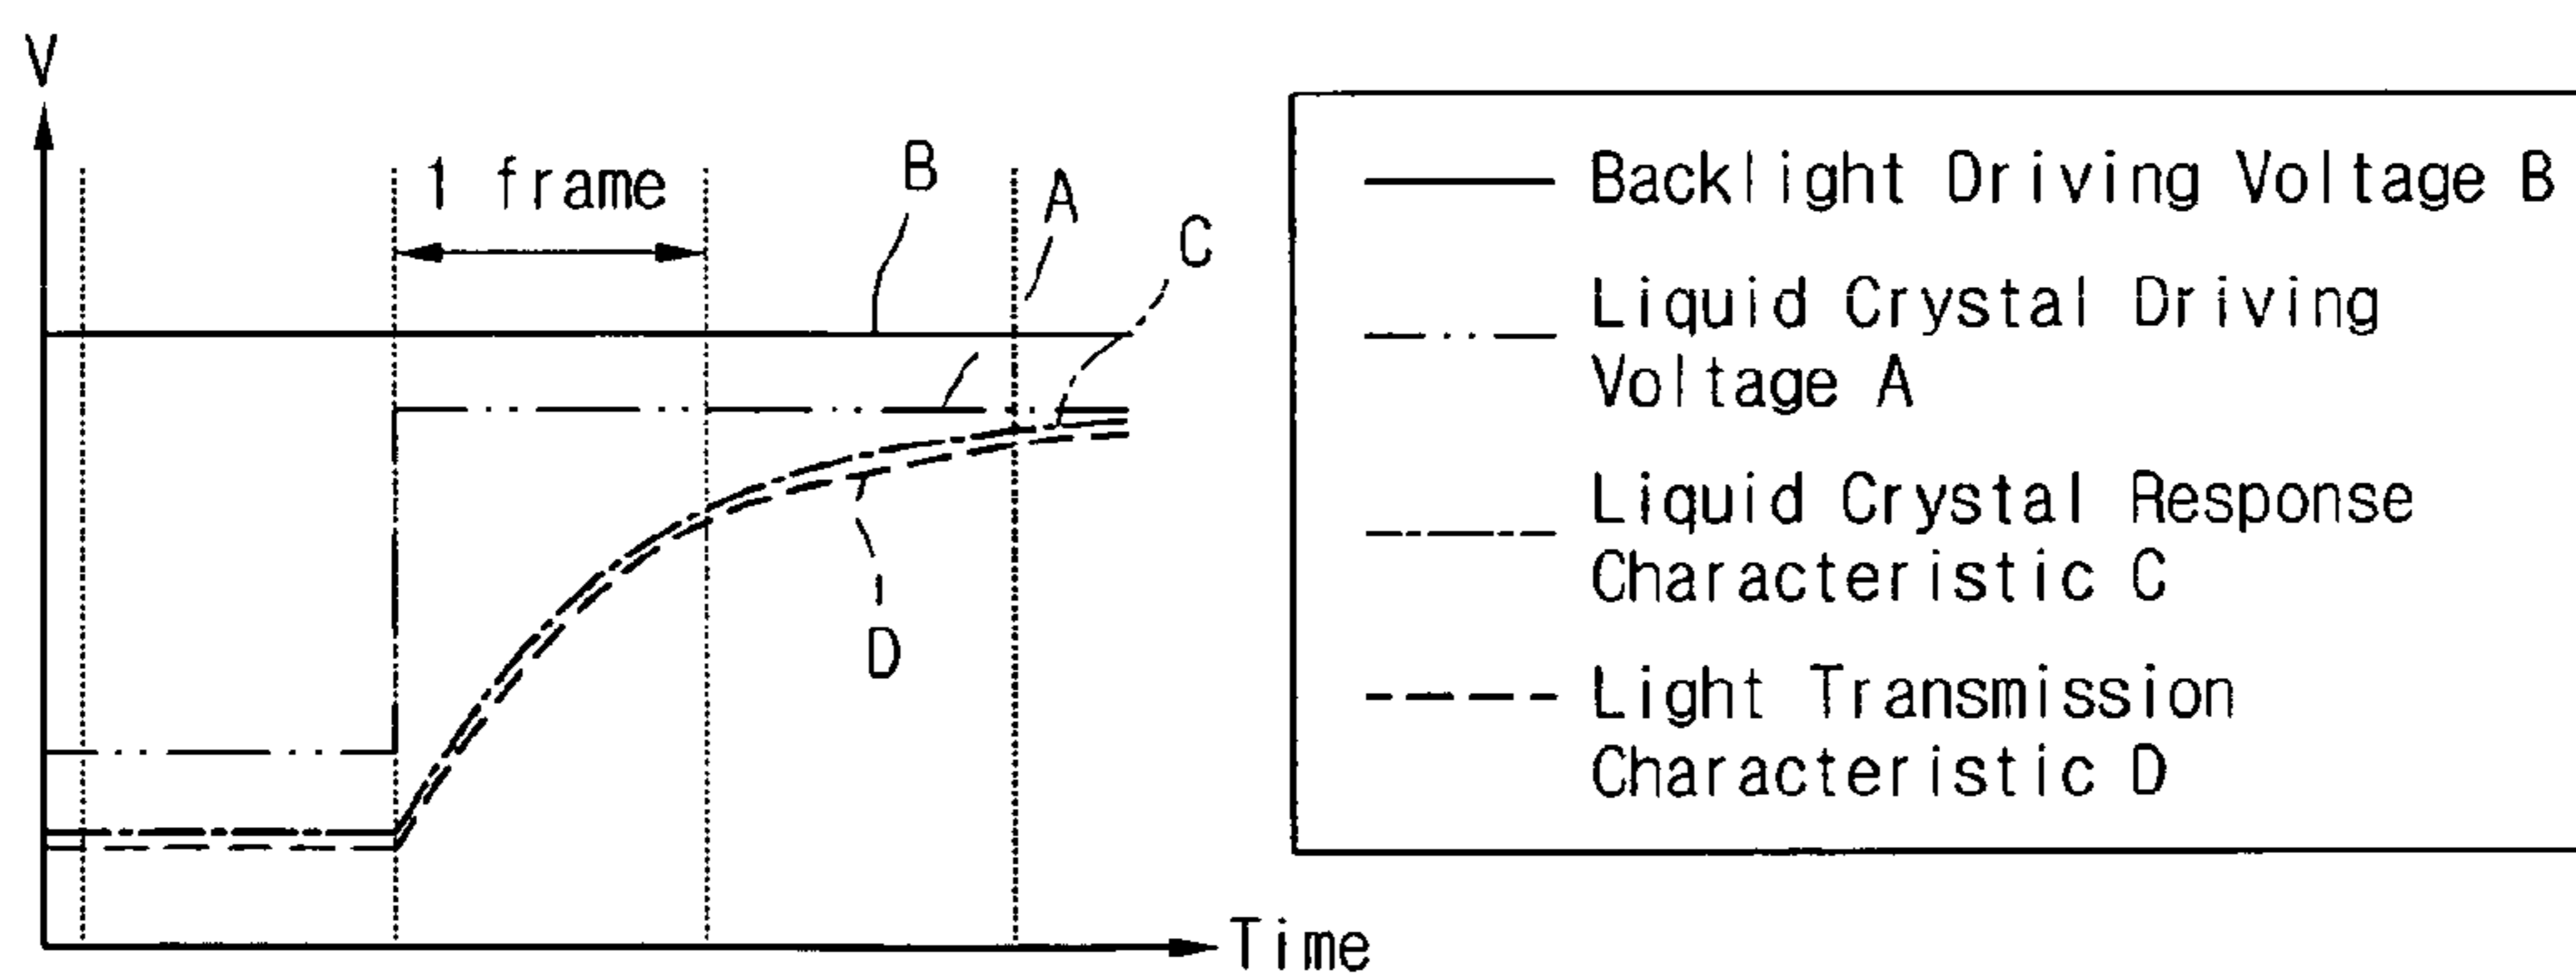 V
1 frame
B
A
C
D
Time
Backlight Driving Voltage B
Liquid Crystal Driving
Voltage A
Liquid Crystal Response
Characteristic C
Light Transmission
Characteristic D